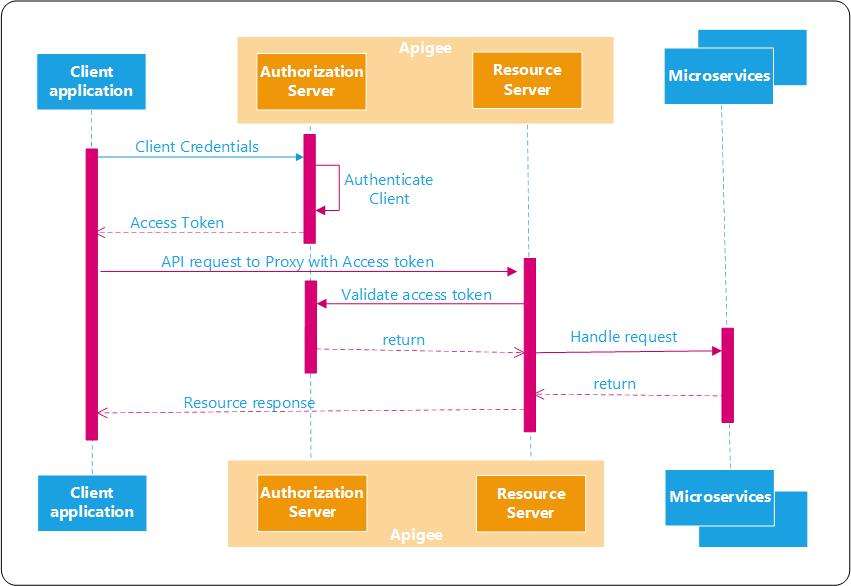 Apigee
Client
application
Authorization
Server
Resource
Server
Microservices
Client Credentials
Authenticate
Client
Access Token
API request to Proxy with Access token
Validate access token
return
Handle request
return
Resource response
Client
application
Authorization
Server
Resource
Server
Microservices
Apigee